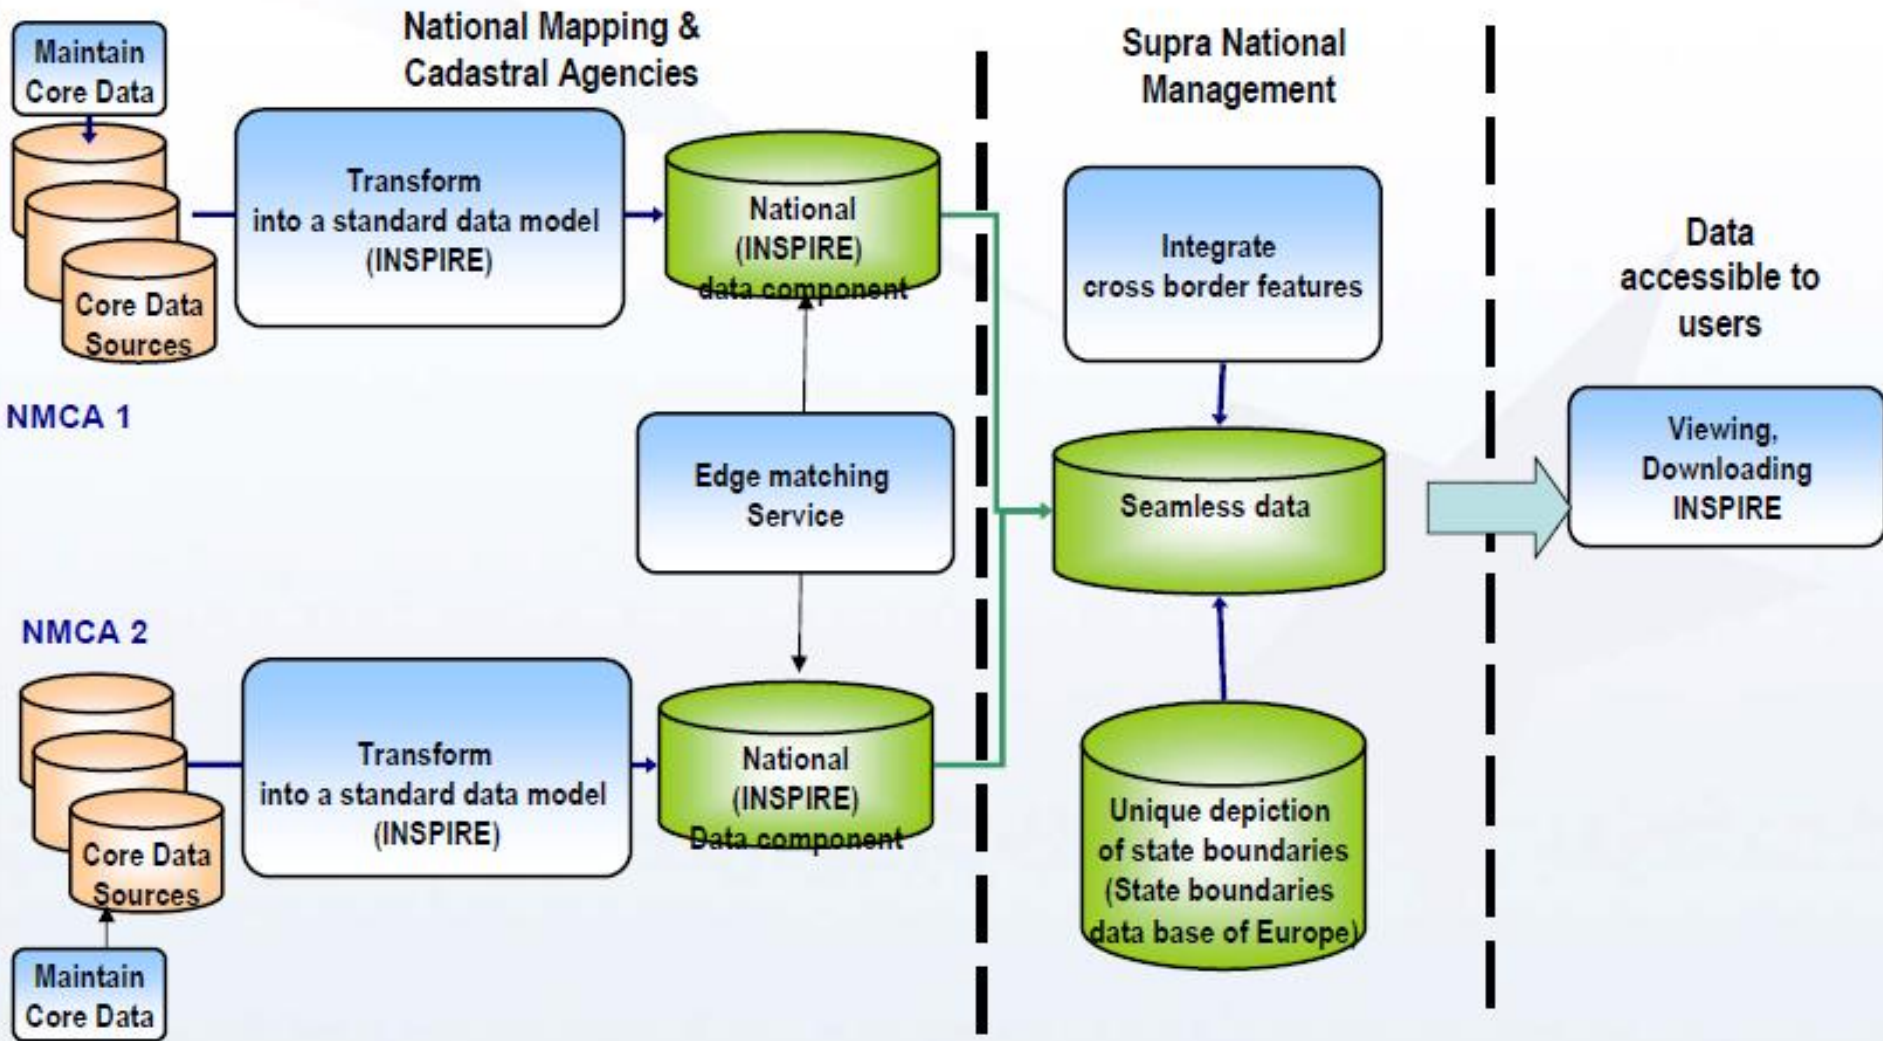 National Mapping &
Cadastral Agencies
Supra National
Management
Maintain
Core Data
Transform
into a standard data model
(INSPIRE)
National
(INSPIRE)
data component
Core Data
Sources
Integrate
cross border features
Data
accessible to
users
NMCA 1
Edge matching
Service
Seamless data
Viewing,
Downloading
INSPIRE
NMCA 2
Transform
into a standard data model
(INSPIRE)
National
(INSPIRE)
Data component
Core Data
Sources
Unique depiction
of state boundaries
(State boundaries
data base of Europe)
Maintain
Core Data